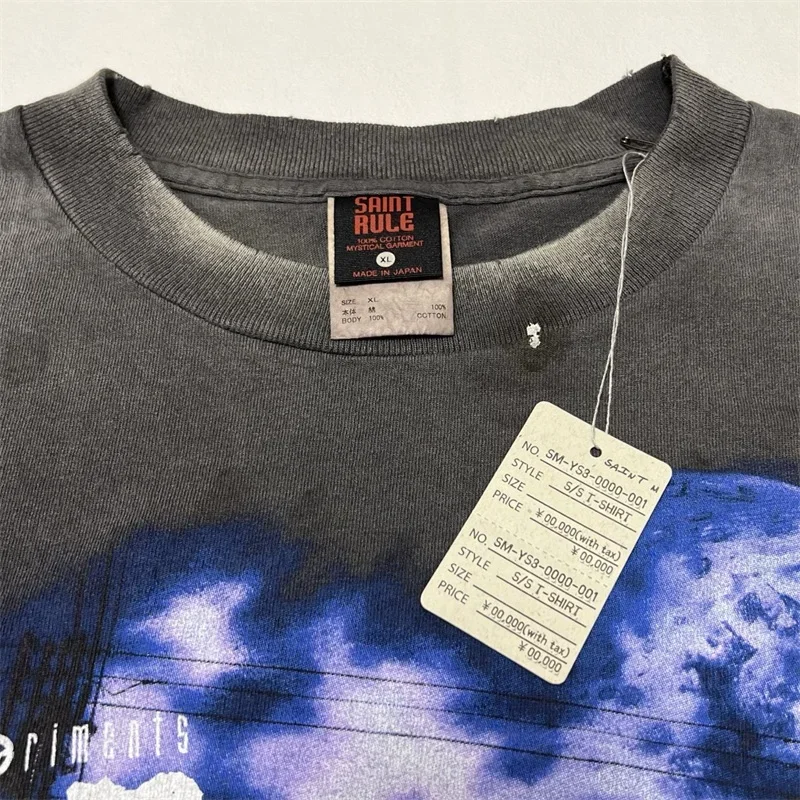 SAINT
RULE
100% COTTON
MYSTICAL GARMENT
XL
MADE IN JAPAN
SIZE XL
本体 綿 100%
BODY 100% COTTON
SAINT M
NO. SM-YS3-0000-001
STYLE S/S T-SHIRT
SIZE
PRICE ¥00,000(with tax)
¥00,000
NO. SM-YS3-0000-001
STYLE S/S T-SHIRT
SIZE
PRICE ¥00,000(with tax)
¥00,000
eriments